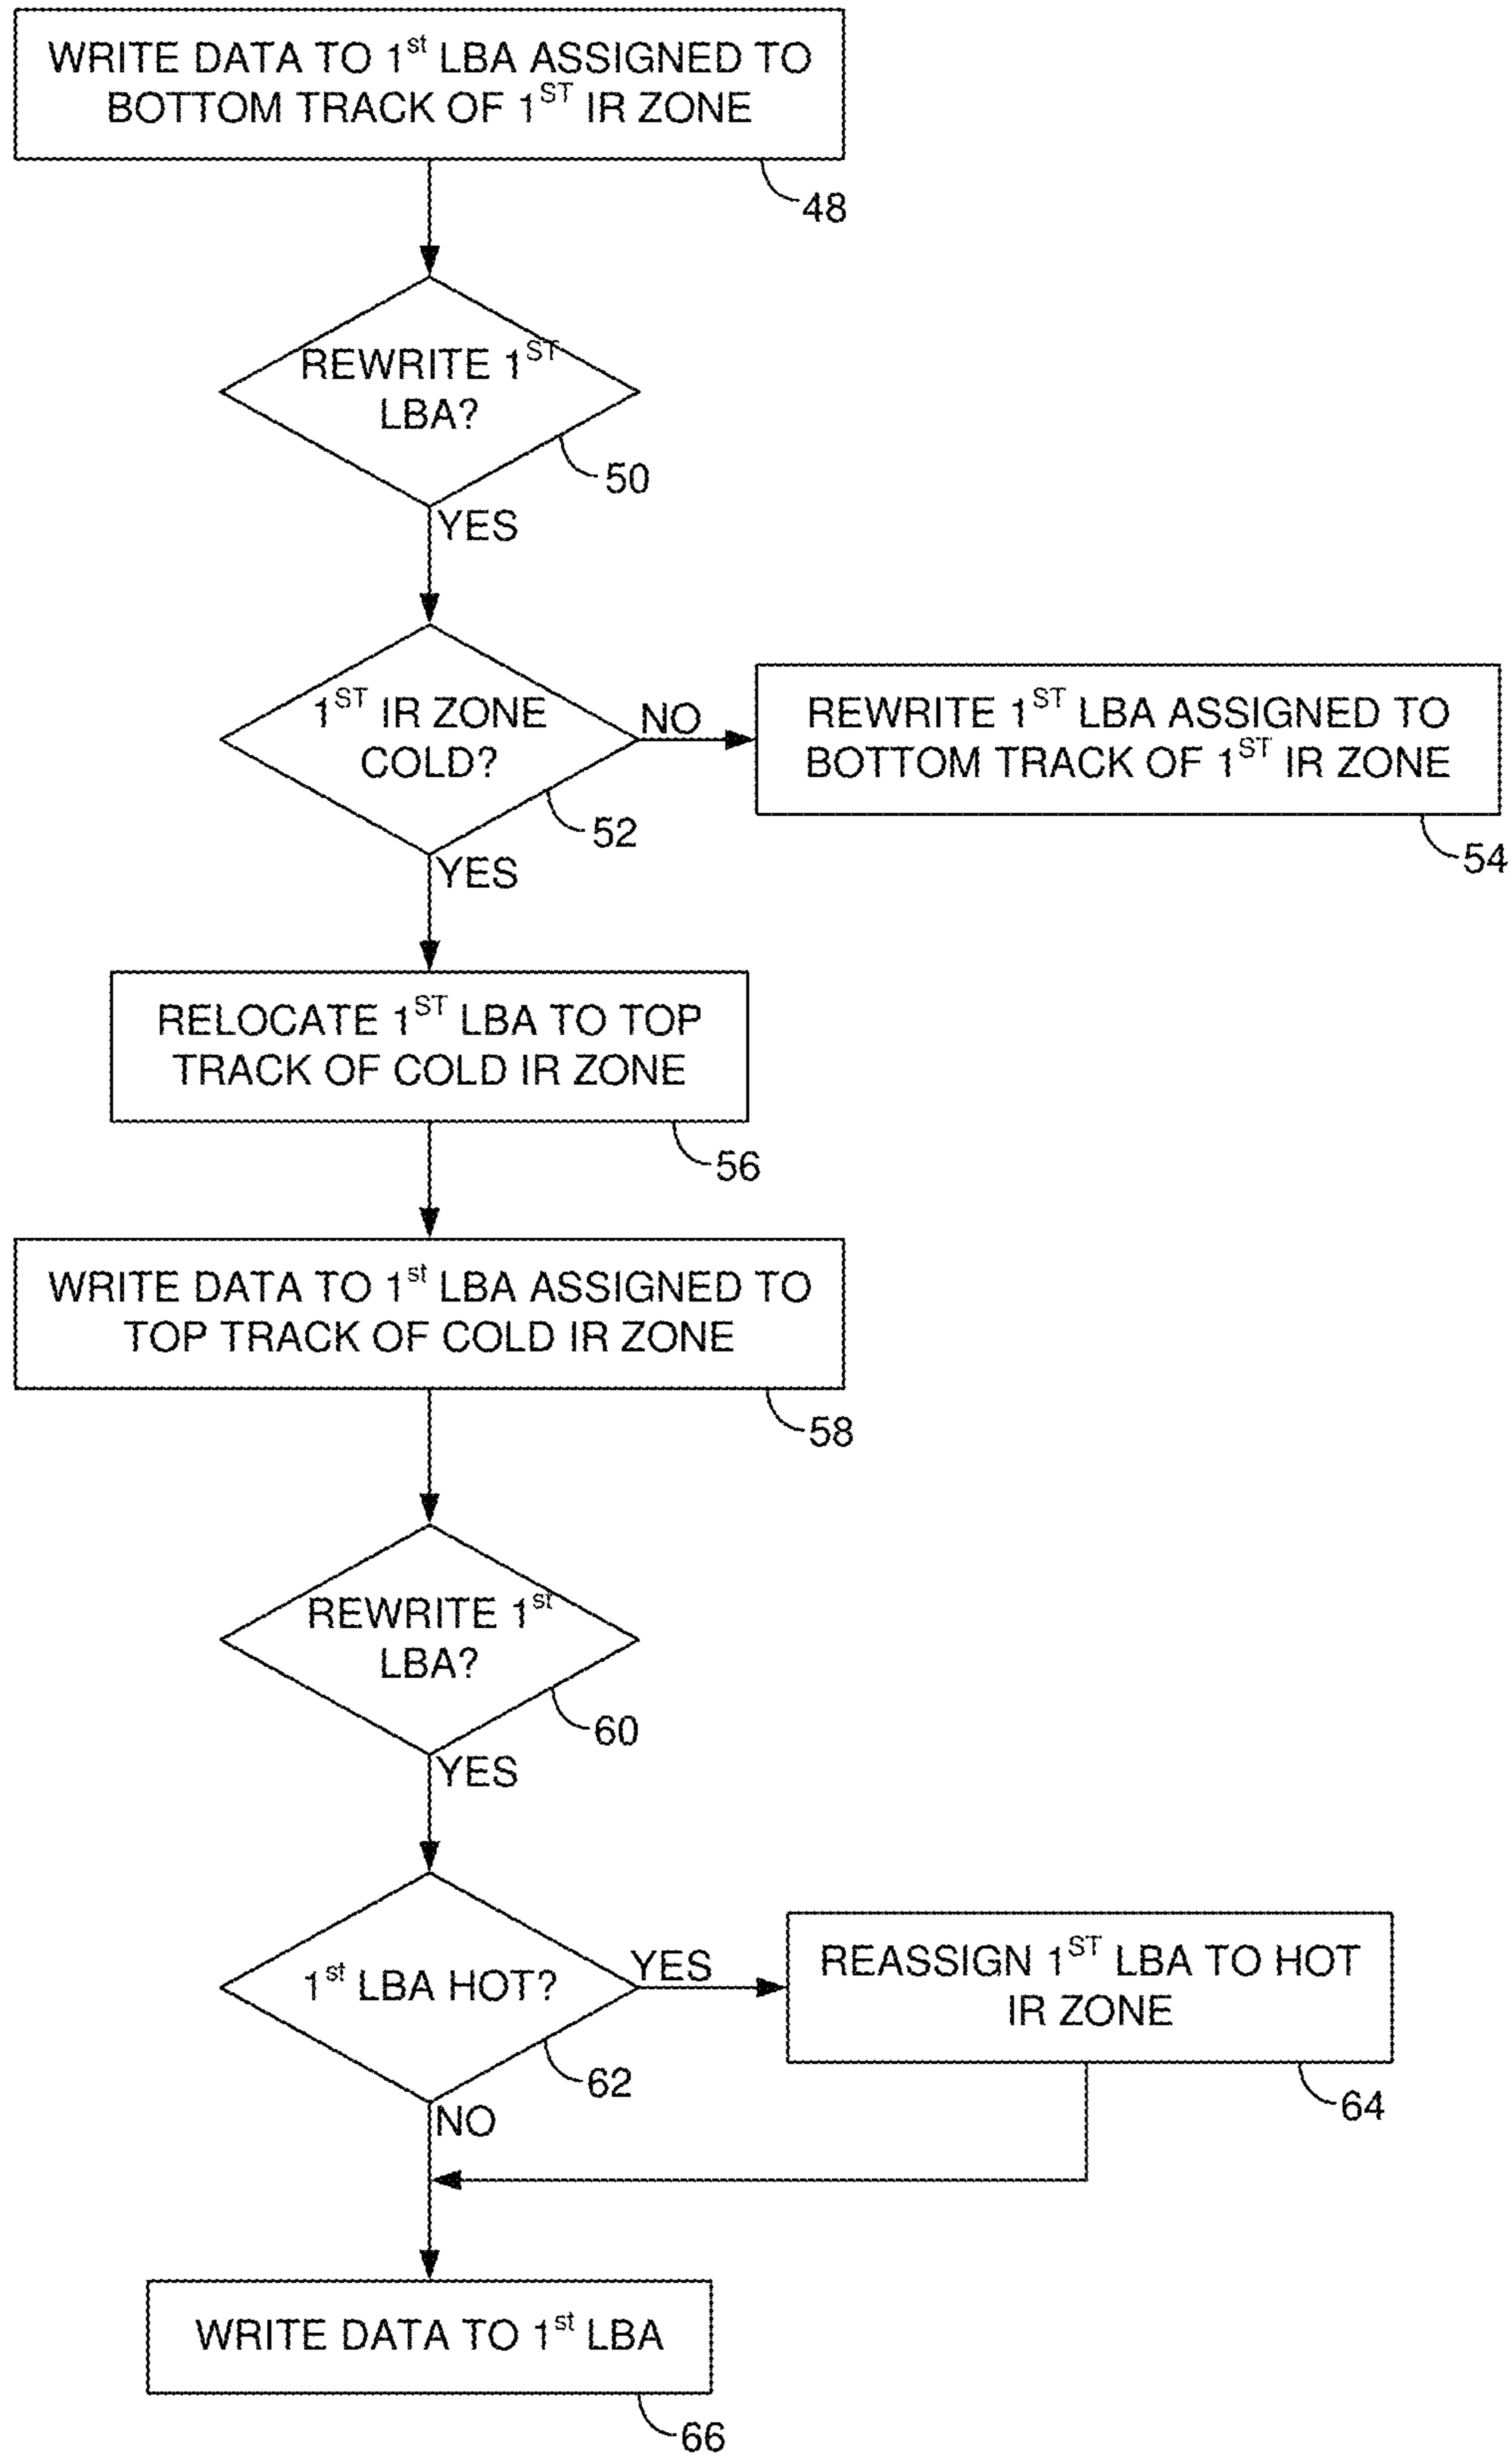 WRITE DATA TO 1st LBA ASSIGNED TO
BOTTOM TRACK OF 1ST IR ZONE
48
REWRITE 1ST
LBA?
50
YES
1ST IR ZONE
COLD?
52
NO
REWRITE 1ST LBA ASSIGNED TO
BOTTOM TRACK OF 1ST IR ZONE
54
YES
RELOCATE 1ST LBA TO TOP
TRACK OF COLD IR ZONE
56
WRITE DATA TO 1st LBA ASSIGNED TO
TOP TRACK OF COLD IR ZONE
58
REWRITE 1st
LBA?
60
YES
1st LBA HOT?
62
YES
REASSIGN 1ST LBA TO HOT
IR ZONE
64
NO
WRITE DATA TO 1st LBA
66